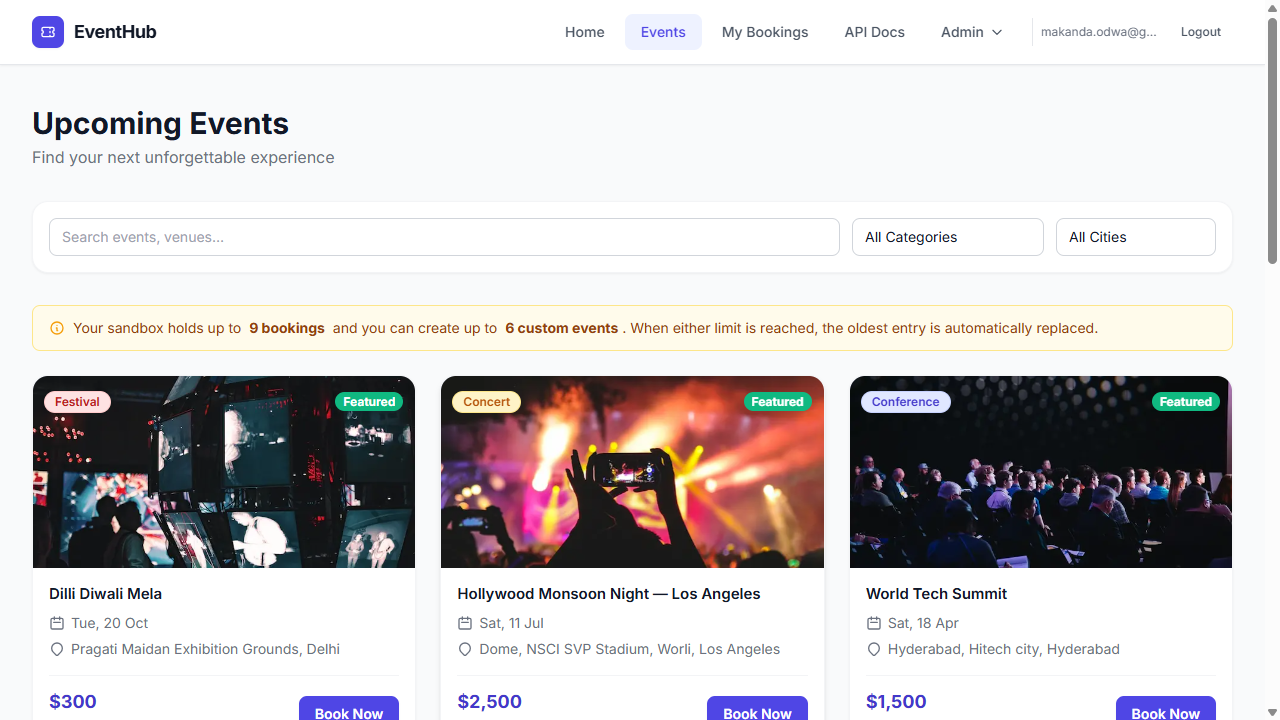 EventHub
Home
Events
My Bookings
API Docs
Admin
makanda.odwa@g...
Logout
Upcoming Events
Find your next unforgettable experience
Search events, venues...
All Categories
All Cities
Your sandbox holds up to 9 bookings and you can create up to 6 custom events . When either limit is reached, the oldest entry is automatically replaced.
Festival
Featured
Concert
Featured
Conference
Featured
Dilli Diwali Mela
Tue, 20 Oct
Pragati Maidan Exhibition Grounds, Delhi
$300
Book Now
Hollywood Monsoon Night — Los Angeles
Sat, 11 Jul
Dome, NSCI SVP Stadium, Worli, Los Angeles
$2,500
Book Now
World Tech Summit
Sat, 18 Apr
Hyderabad, Hitech city, Hyderabad
$1,500
Book Now